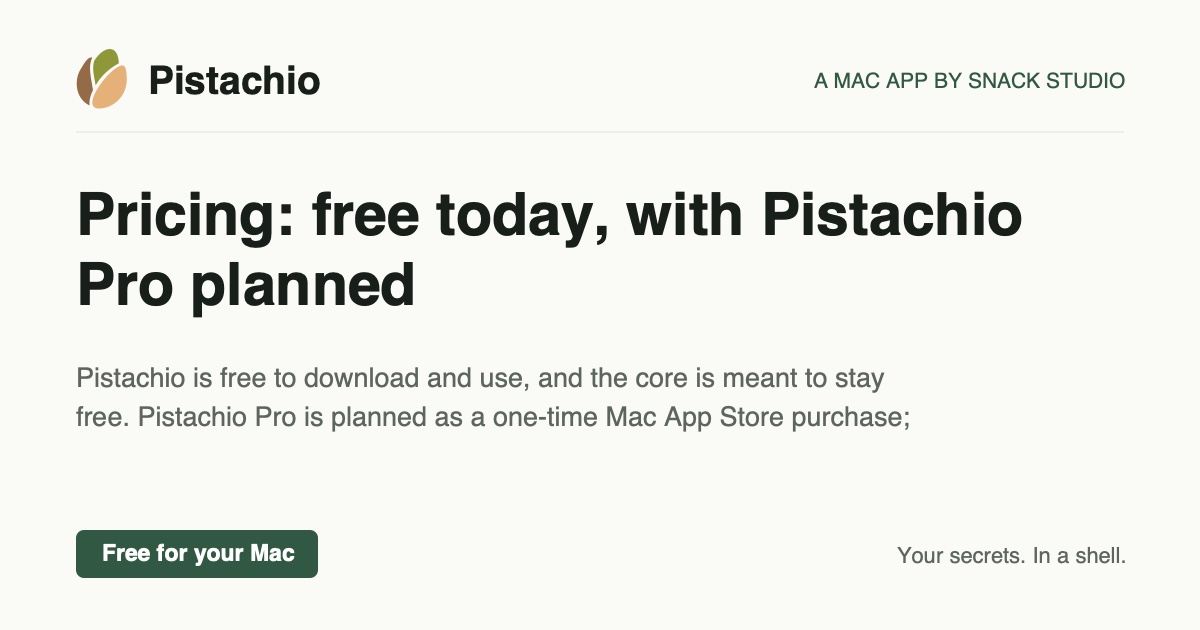 Pistachio
A MAC APP BY SNACK STUDIO
Pricing: free today, with Pistachio
Pro planned
Pistachio is free to download and use, and the core is meant to stay
free. Pistachio Pro is planned as a one-time Mac App Store purchase;
Free for your Mac
Your secrets. In a shell.